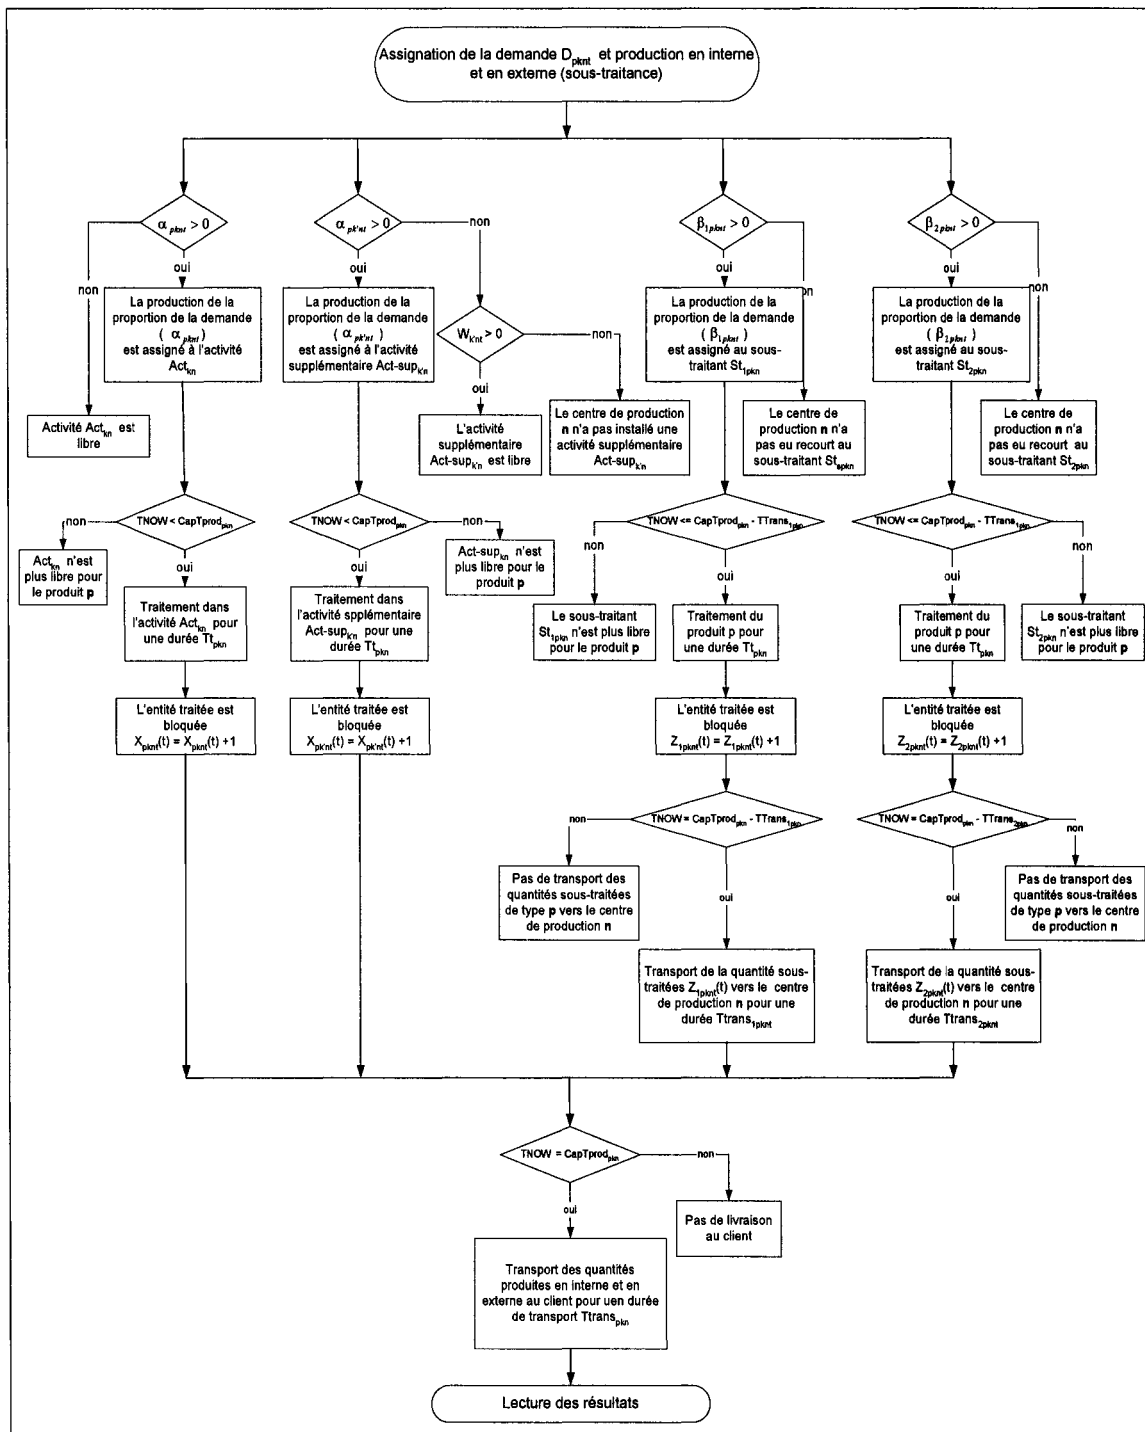 Assignation de la demande D_pknt et production en interne
et en externe (sous-traitance)
α_pknt > 0
α_pk'nt > 0
β_1pknt > 0
β_2pknt > 0
non
oui
oui
oui
oui
non
on
non
La production de la
proportion de la demande
( α_pknt )
est assigné à l'activité
Act_kn
La production de la
proportion de la demande
( α_pk'nt )
est assigné à l'activité
supplémentaire Act-sup_k'n
W_k'nt > 0
non
oui
La production de la
proportion de la demande
( β_1pknt )
est assigné au sous-
traitant St_1pkn
La production de la
proportion de la demande
( β_2pknt )
est assigné au sous-
traitant St_2pkn
Activité Act_kn est
libre
L'activité
supplémentaire
Act-sup_k'n est libre
Le centre de production
n n'a pas installé une
activité supplémentaire
Act-sup_k'n
Le centre de
production n n'a
pas eu recourt au
sous-traitant St_spkn
Le centre de
production n n'a
pas eu recourt au
sous-traitant St_2pkn
TNOW < CapTprod_pkn
TNOW < CapTprod_pkn
TNOW <= CapTprod_pkn - TTrans_1pkn
TNOW <= CapTprod_pkn - TTrans_1pkn
non
oui
oui
non
non
oui
oui
non
Act_kn n'est
plus libre pour
le produit p
Act-sup_kn n'est
plus libre pour le
produit p
Traitement dans
l'activité Act_kn pour
une durée Tt_pkn
Traitement dans
l'activité spplémentaire
Act-sup_k'n pour une
durée Tt_pkn
Le sous-traitant
St_1pkn n'est plus libre
pour le produit p
Traitement du
produit p pour
une durée Tt_pkn
Traitement du
produit p pour
une durée Tt_pkn
Le sous-traitant
St_2pkn n'est plus libre
pour le produit p
L'entité traitée est
bloquée
X_pknt(t) = X_pknt(t) +1
L'entité traitée est
bloquée
X_pk'nt(t) = X_pk'nt(t) +1
L'entité traitée est
bloquée
Z_1pknt(t) = Z_1pknt(t) +1
L'entité traitée est
bloquée
Z_2pknt(t) = Z_2pknt(t) +1
TNOW = CapTprod_pkn - TTrans_1pkn
TNOW = CapTprod_pkn - TTrans_2pkn
non
oui
oui
non
Pas de transport des
quantités sous-traitées
de type p vers le centre
de production n
Pas de transport des
quantités sous-traitées
de type p vers le centre
de production n
Transport de la quantité sous-
traitées Z_1pknt(t) vers le centre
de production n pour une
durée Ttrans_1pknt
Transport de la quantité sous-
traitées Z_2pknt(t) vers le centre
de production n pour une
durée Ttrans_2pknt
TNOW = CapTprod_pkn
non
oui
Pas de livraison
au client
Transport des quantités
produites en interne et en
externe au client pour uen durée
de transport Ttrans_pkn
Lecture des résultats